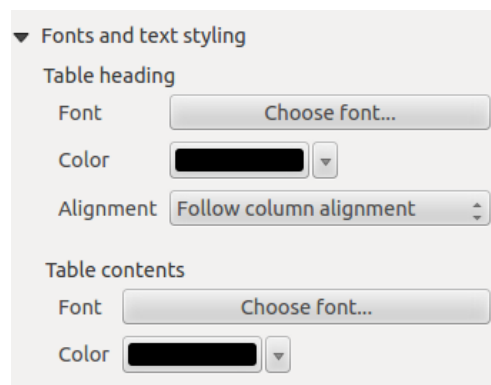 Fonts and text styling
Table heading
Font Choose font...
Color
Alignment Follow column alignment
Table contents
Font Choose font...
Color